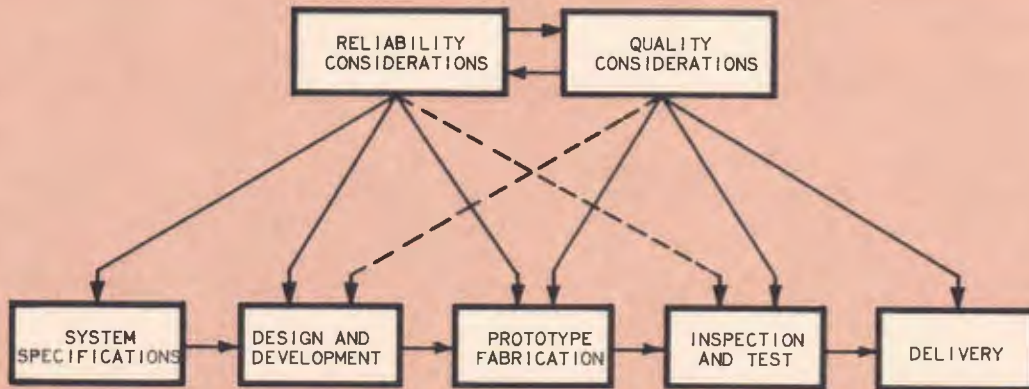 RELIABILITY
CONSIDERATIONS
QUALITY
CONSIDERATIONS
SYSTEM
SPECIFICATIONS
DESIGN AND
DEVELOPMENT
PROTOTYPE
FABRICATION
INSPECTION
AND TEST
DELIVERY